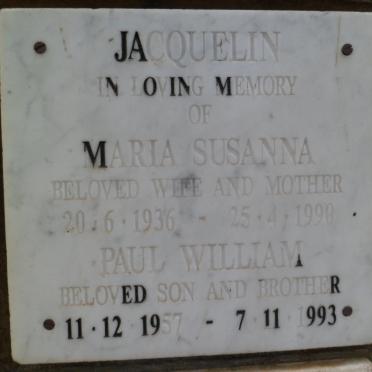 JACQUELIN
IN LOVING MEMORY
OF
MARIA SUSANNA
BELOVED WIFE AND MOTHER
20·6·1936 - 25·4·1990
PAUL WILLIAM
BELOVED SON AND BROTHER
11·12·1957 - 7·11·1993